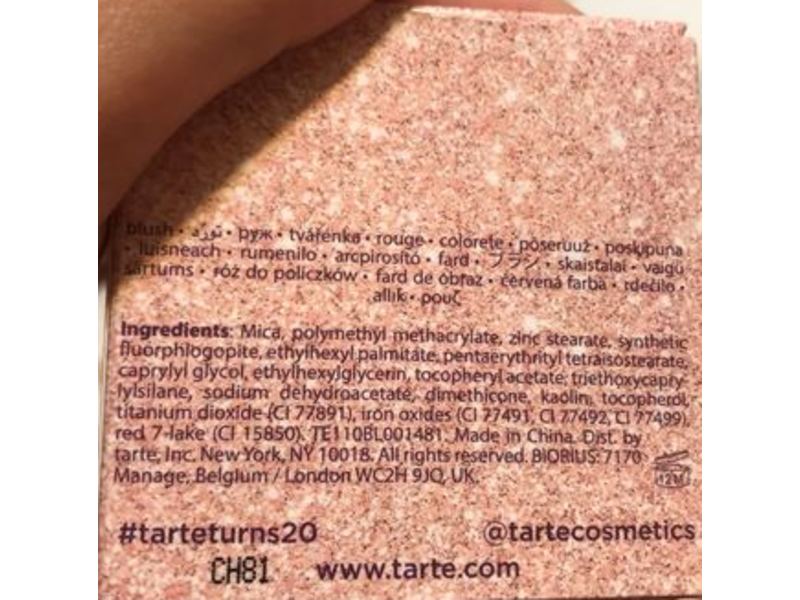 blush • تورّد • руж • tvářenka • rouge • colorete • põsepuna • poskipuna
• luisneach • rumenilo • arcpirosító • fard • ブラシ • skaistalai • vaigu
sārtums • róż do policzków • fard de obraz • červená farba • rdečilo •
allık • ρουζ
Ingredients: Mica, polymethyl methacrylate, zinc stearate, synthetic
fluorphlogopite, ethylhexyl palmitate, pentaerythrityl tetraisostearate,
caprylyl glycol, ethylhexylglycerin, tocopheryl acetate, triethoxycapry-
lylsilane, sodium dehydroacetate, dimethicone, kaolin, tocopherol,
titanium dioxide (CI 77891), iron oxides (CI 77491, CI 77492, CI 77499),
red 7 lake (CI 15850). TE110BL001481. Made in China. Dist. by
tarte, Inc. New York, NY 10018. All rights reserved. BIORIUS: 7170
Manage, Belgium / London WC2H 9JQ, UK.
12M
#tarteturns20 @tartecosmetics
CH81 www.tarte.com